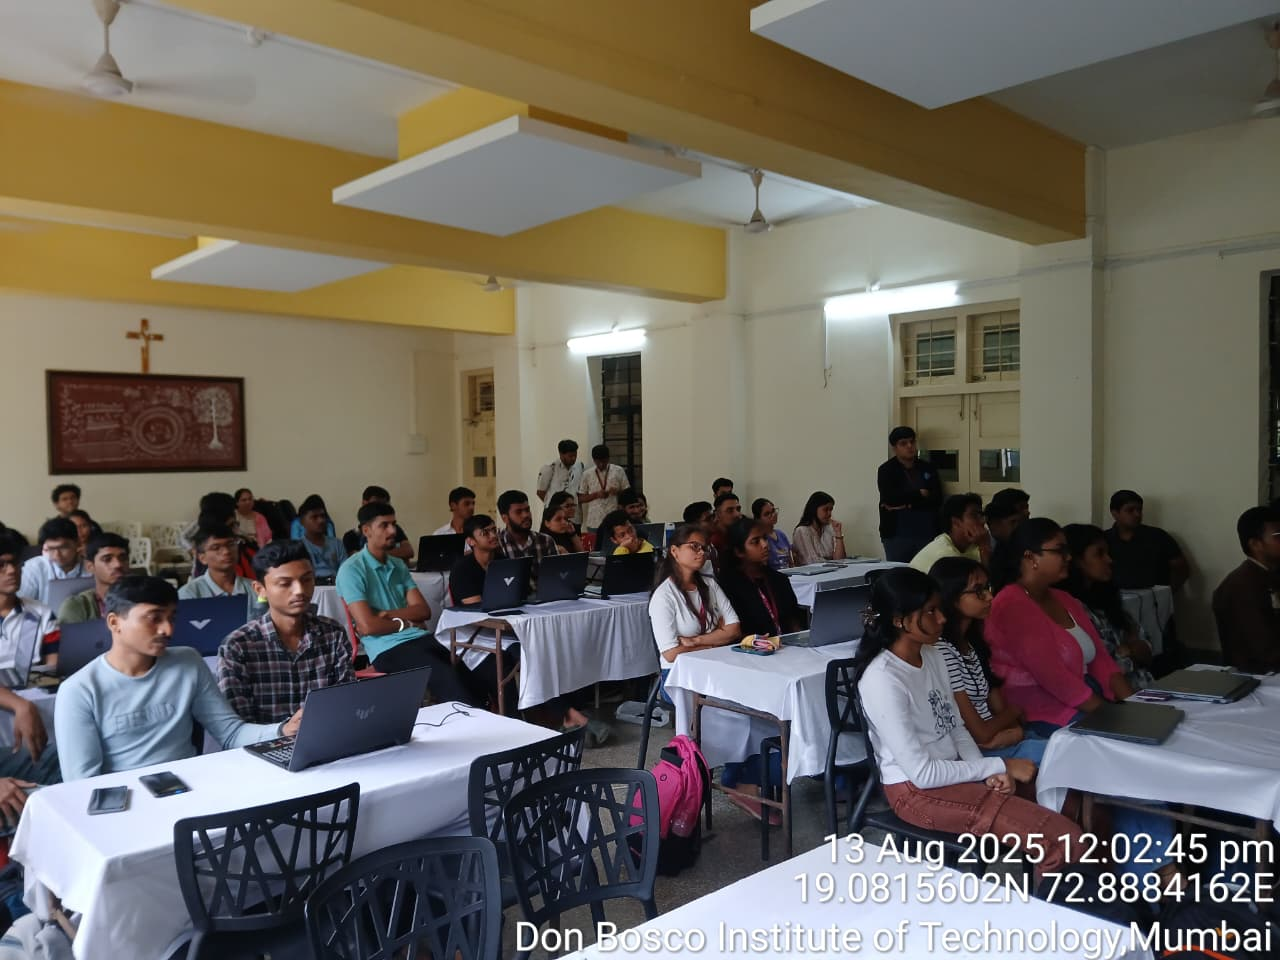 13 Aug 2025 12:02:45 pm
19.0815602N 72.8884162E
Don Bosco Institute of Technology,Mumbai